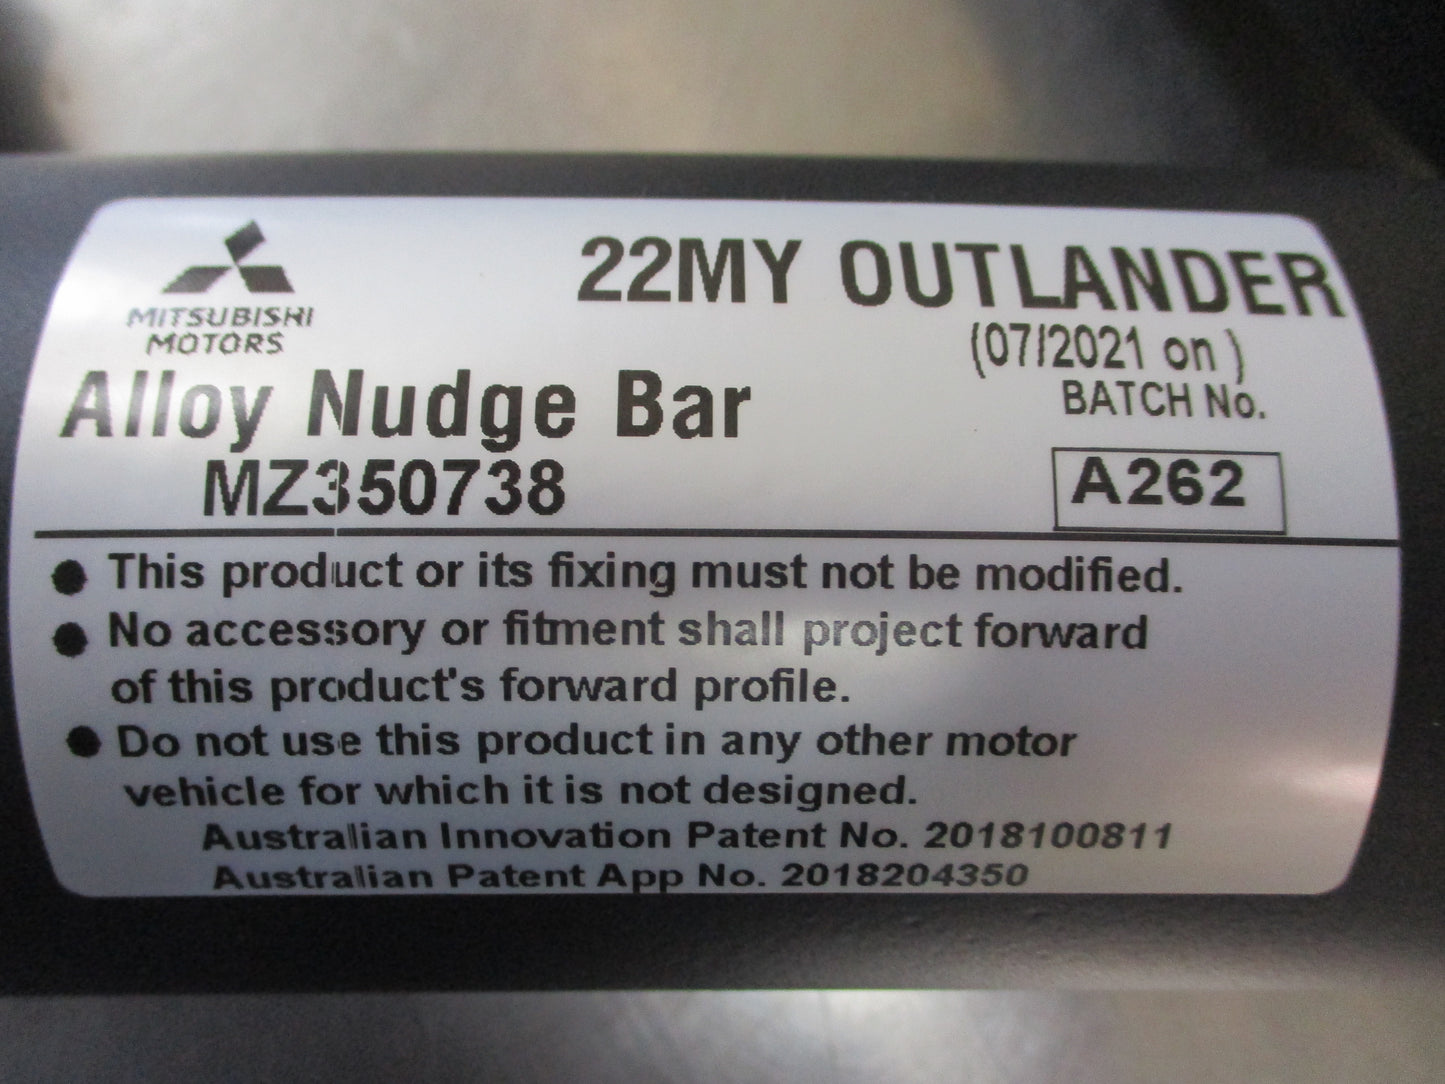 MITSUBISHI
MOTORS
22MY OUTLANDER
(07/2021 on )
BATCH No.
A262
Alloy Nudge Bar
MZ350738
● This product or its fixing must not be modified.
● No accessory or fitment shall project forward
of this product's forward profile.
● Do not use this product in any other motor
vehicle for which it is not designed.
Australian Innovation Patent No. 2018100811
Australian Patent App No. 2018204350